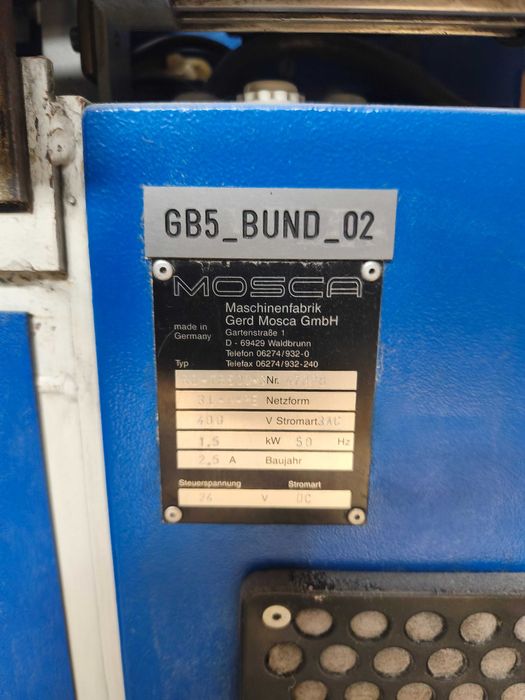 GB5_BUND_02
MOSCA
Maschinenfabrik
Gerd Mosca GmbH
made in Germany
Gartenstraße 1
D - 69429 Waldbrunn
Telefon 06274/932-0
Telefax 06274/932-240
Typ
Nr.
Netzform
400 V Stromart 3AC
1.5 kW 50 Hz
2,5 A Baujahr
Steuerspannung Stromart
24 V DC